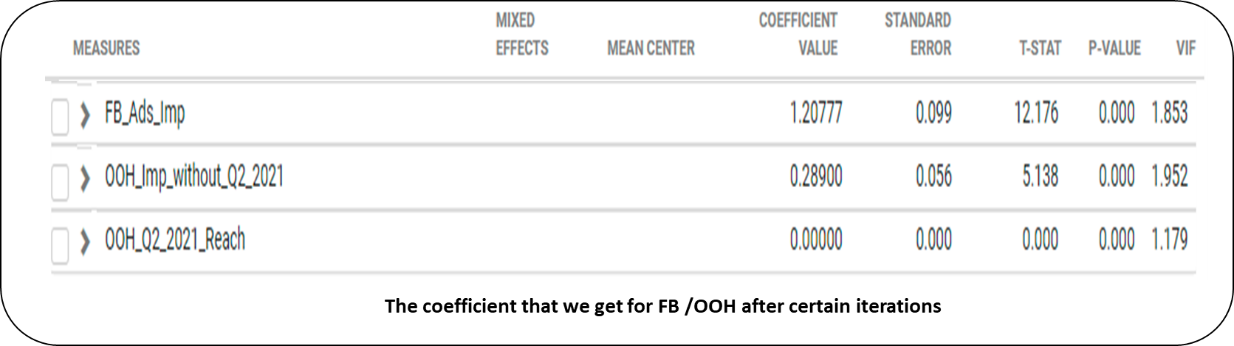 MEASURES MIXED EFFECTS MEAN CENTER COEFFICIENT VALUE STANDARD ERROR T-STAT P-VALUE VIF
FB_Ads_Imp 1.20777 0.099 12.176 0.000 1.853
OOH_Imp_without_Q2_2021 0.28900 0.056 5.138 0.000 1.952
OOH_Q2_2021_Reach 0.00000 0.000 0.000 0.000 1.179
The coefficient that we get for FB /OOH after certain iterations